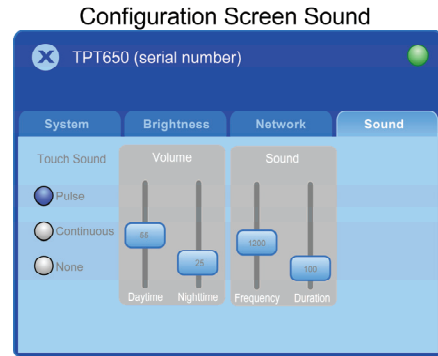 Configuration Screen Sound
TPT650 (serial number)
System Brightness Network Sound
Touch Sound Volume Sound
Pulse
Continuous
None
55 25 1200 100
Daytime Nighttime Frequency Duration